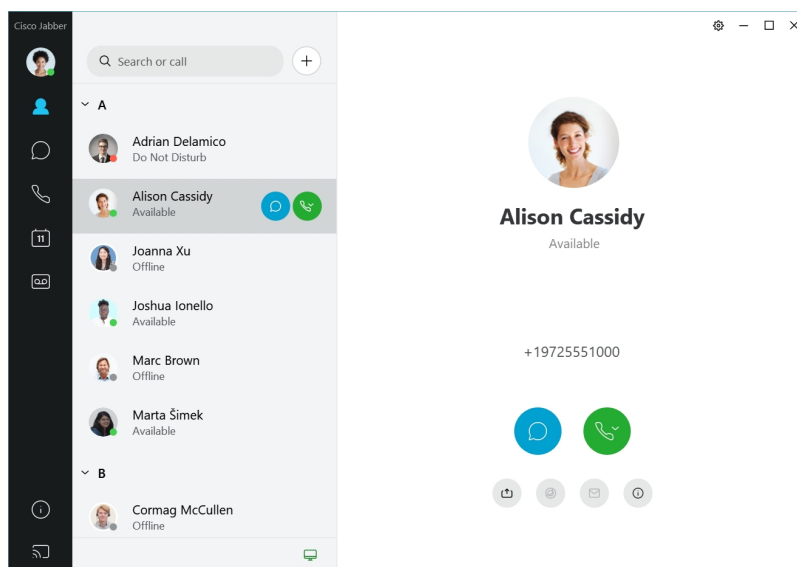 Cisco Jabber
Search or call
A
Adrian Delamico
Do Not Disturb
Alison Cassidy
Available
Joanna Xu
Offline
Joshua Ionello
Available
Marc Brown
Offline
Marta Šimek
Available
B
Cormag McCullen
Offline
11
Alison Cassidy
Available
+19725551000